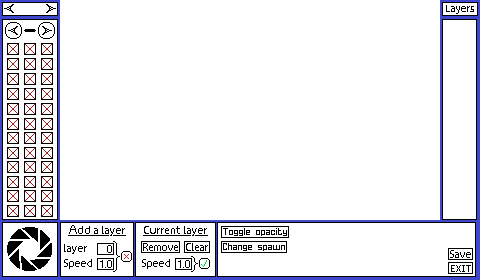 Layers
Add a layer
layer 0
Speed 1.0
Current layer
Remove Clear
Speed 1.0
Toggle opacity
Change spawn
Save
EXIT